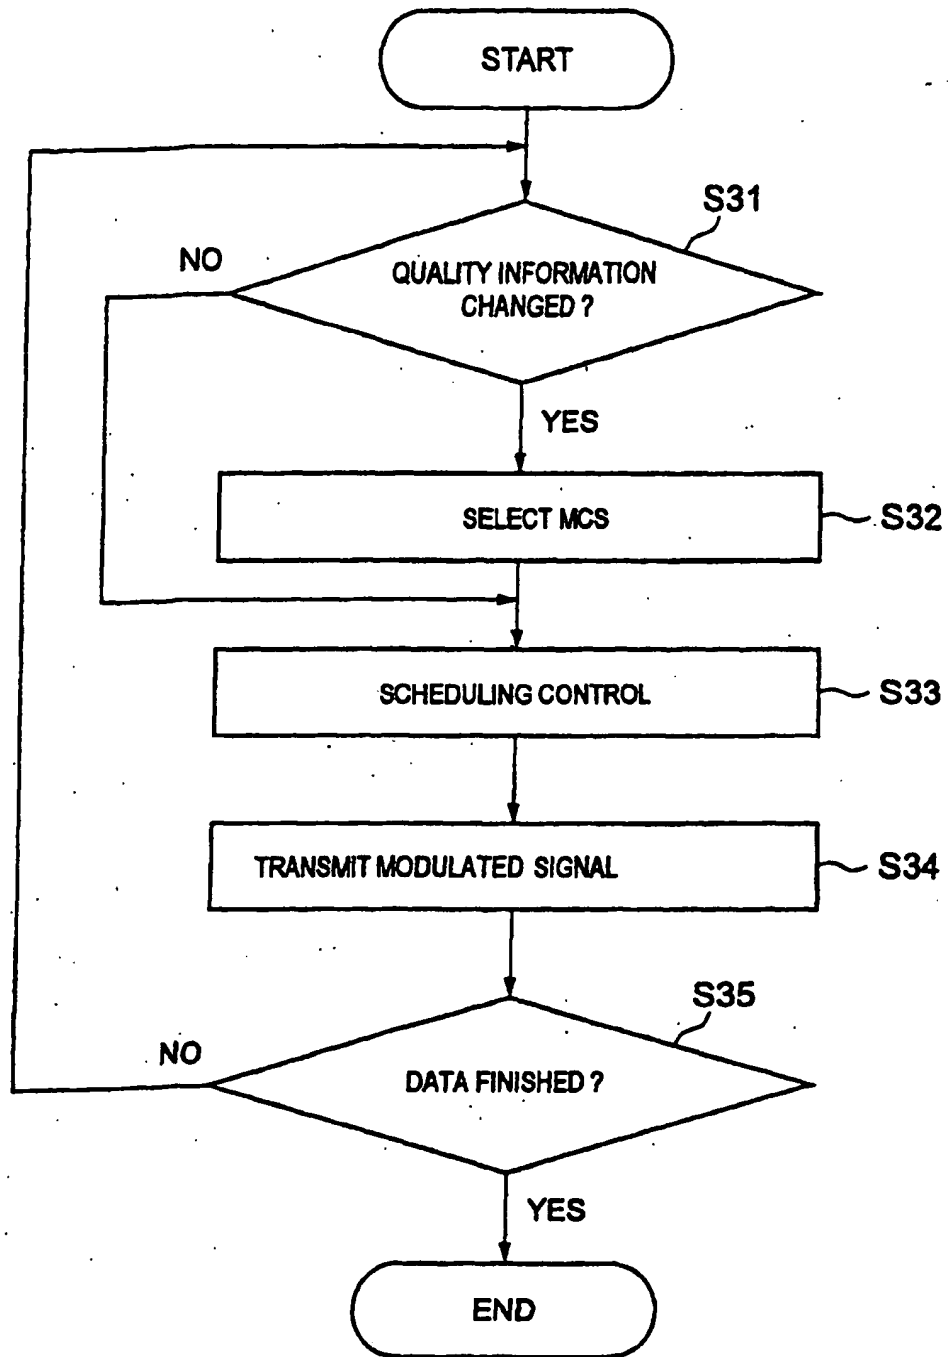 START
S31
NO
QUALITY INFORMATION
CHANGED ?
YES
SELECT MCS
S32
SCHEDULING CONTROL
S33
TRANSMIT MODULATED SIGNAL
S34
S35
NO
DATA FINISHED ?
YES
END